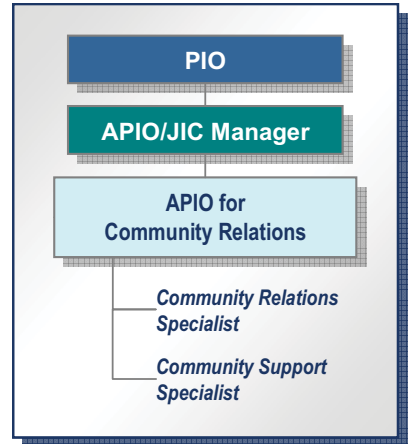 PIO
APIO/JIC Manager
APIO for
Community Relations
Community Relations
Specialist
Community Support
Specialist